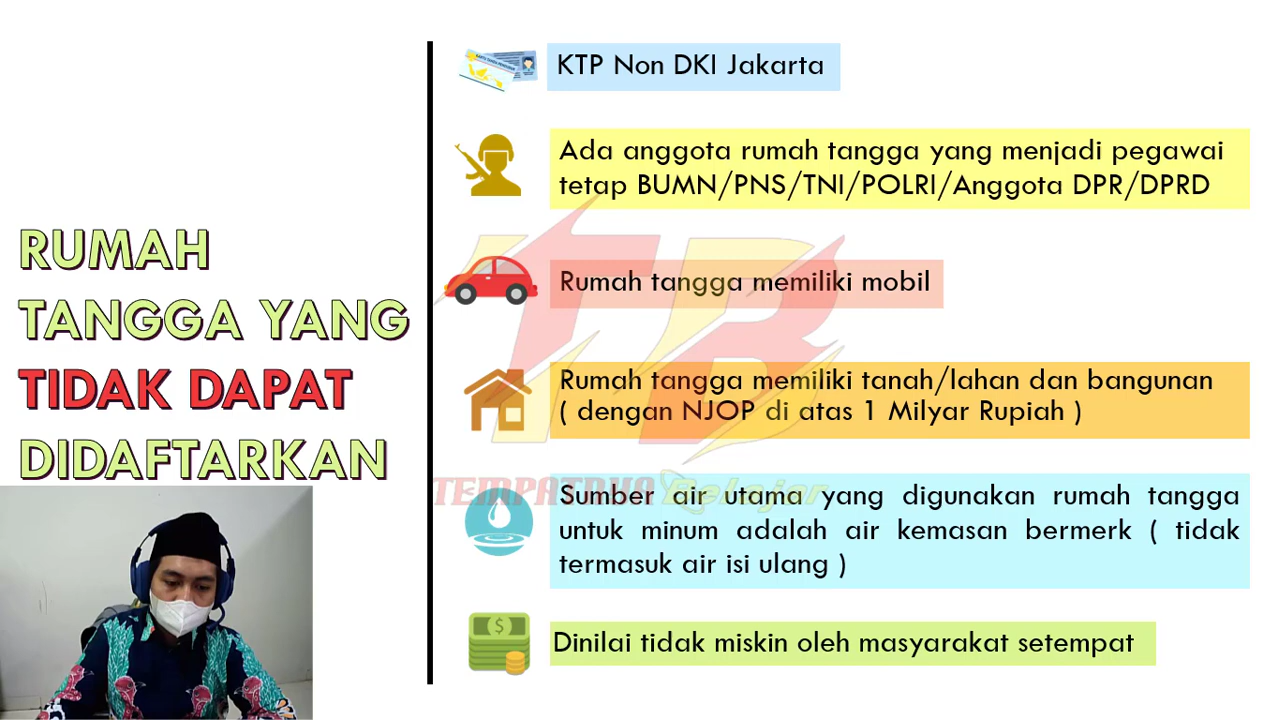 RUMAH
TANGGA YANG
TIDAK DAPAT
DIDAFTARKAN
KTP Non DKI Jakarta
Ada anggota rumah tangga yang menjadi pegawai
tetap BUMN/PNS/TNI/POLRI/Anggota DPR/DPRD
Rumah tangga memiliki mobil
Rumah tangga memiliki tanah/lahan dan bangunan
( dengan NJOP di atas 1 Milyar Rupiah )
Sumber air utama yang digunakan rumah tangga
untuk minum adalah air kemasan bermerk ( tidak
termasuk air isi ulang )
Dinilai tidak miskin oleh masyarakat setempat
TB
TEMPATNYA Belajar